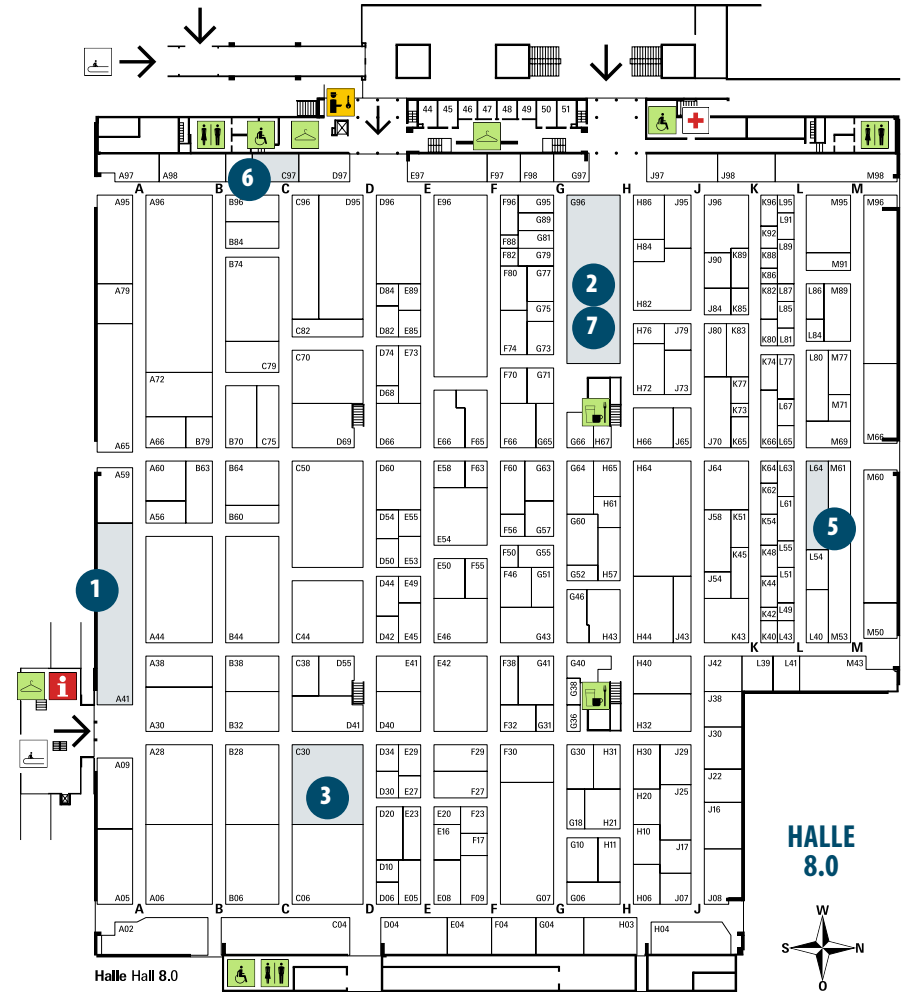 44 45 46 47 48 49 50 51
A97 A98 6 C97 D97 E97 F97 F98 G97 J97 J98 M98
A B C D E F G H J K L M
A95 A96 B96 C96 D95 D96 E96 F96 G95 G96 H86 J95 J96 K96 L95 M95 M96
G89 L91
B84 F88 G81 H84 K92 L89
F82 G79 J90 K89 K88 M91
B74 F80 G77 K86
A79 D84 E89 2 H82 J84 K85 K82 L87 L86 M89
G75 L85
C82 D82 E85 7 H76 J79 J80 K83 K80 L81 L84
C79 C70 D74 E73 F74 G73 K74 L77 L80 M77
A72 D68 F70 G71 H72 J73 K77
K73 L67 M71
A65 A66 B79 B70 C75 D69 D66 E66 F65 F66 G65 G66 H67 H66 J65 J70 K65 K66 L65 M69 M66
A59 A60 B63 B64 C50 D60 E58 F63 F60 G63 G64 H65 H64 J64 K64 L63 L64 M61 M60
K62
A56 B60 D54 E55 F56 G57 G60 H61 J58 K51 K54 L61 5
E54
D50 E53 F50 G55 K45 K48 L55 L54
1 D44 E49 E50 F55 F46 G51 G52 H57 J54 K44 L51
G46
A44 B44 C44 D42 E45 E46 G43 H43 H44 J43 K43 K42 L49
K40 L43 L40 M53 M50
K L M
A41 A38 B38 C38 D55 E41 E42 F38 G41 G40 H40 J42 L39 L41 M43
G38
A30 B32 D41 D40 F32 G31 G36 H32 J38
J30
A09 A28 B28 C30 D34 E29 F29 F30 G30 H31 H30 J29
3 D30 E27 F27 H20 J25 J22
D20 E23 E20 F23 G18 H21 J16
E16 F17 H10
D10 G10 H11 J17
A05 A06 B06 C06 D06 E05 E08 F09 G07 G06 H06 J07 J08
A B C D E F G H J
A02 C04 D04 E04 F04 G04 H03 H04
HALLE
8.0
W
S N
O
Halle Hall 8.0